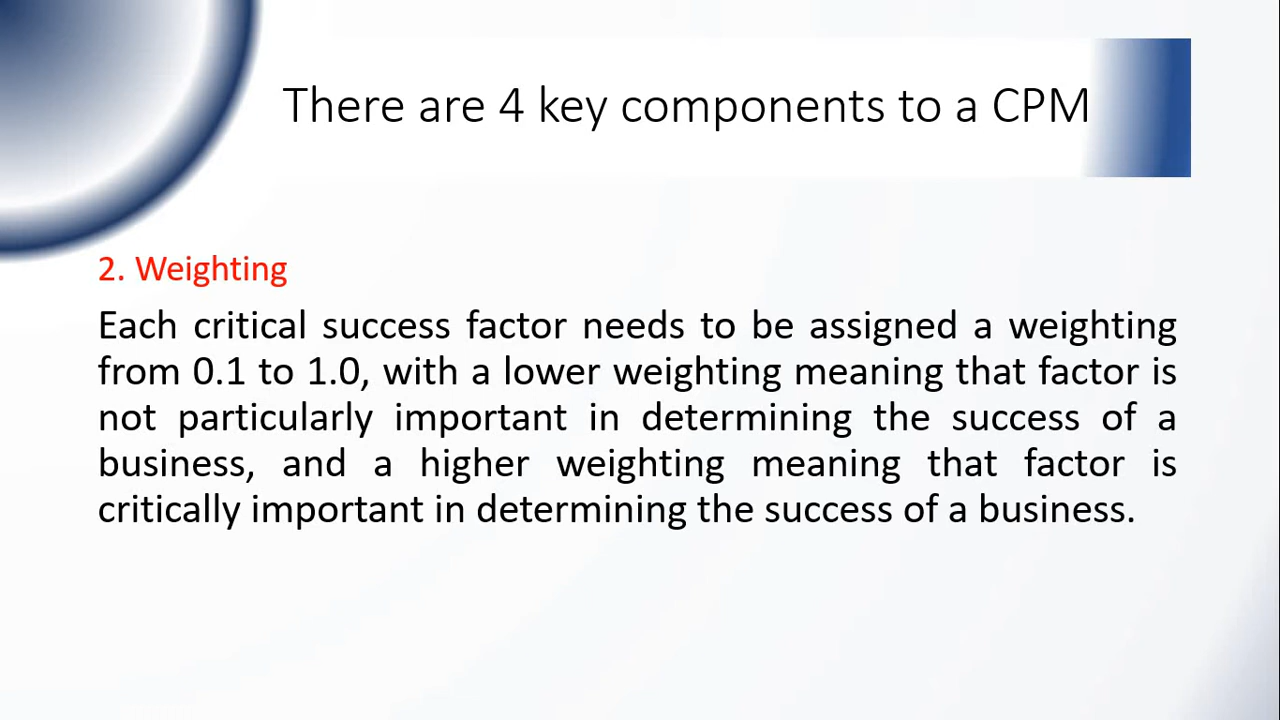 There are 4 key components to a CPM
2. Weighting
Each critical success factor needs to be assigned a weighting
from 0.1 to 1.0, with a lower weighting meaning that factor is
not particularly important in determining the success of a
business, and a higher weighting meaning that factor is
critically important in determining the success of a business.